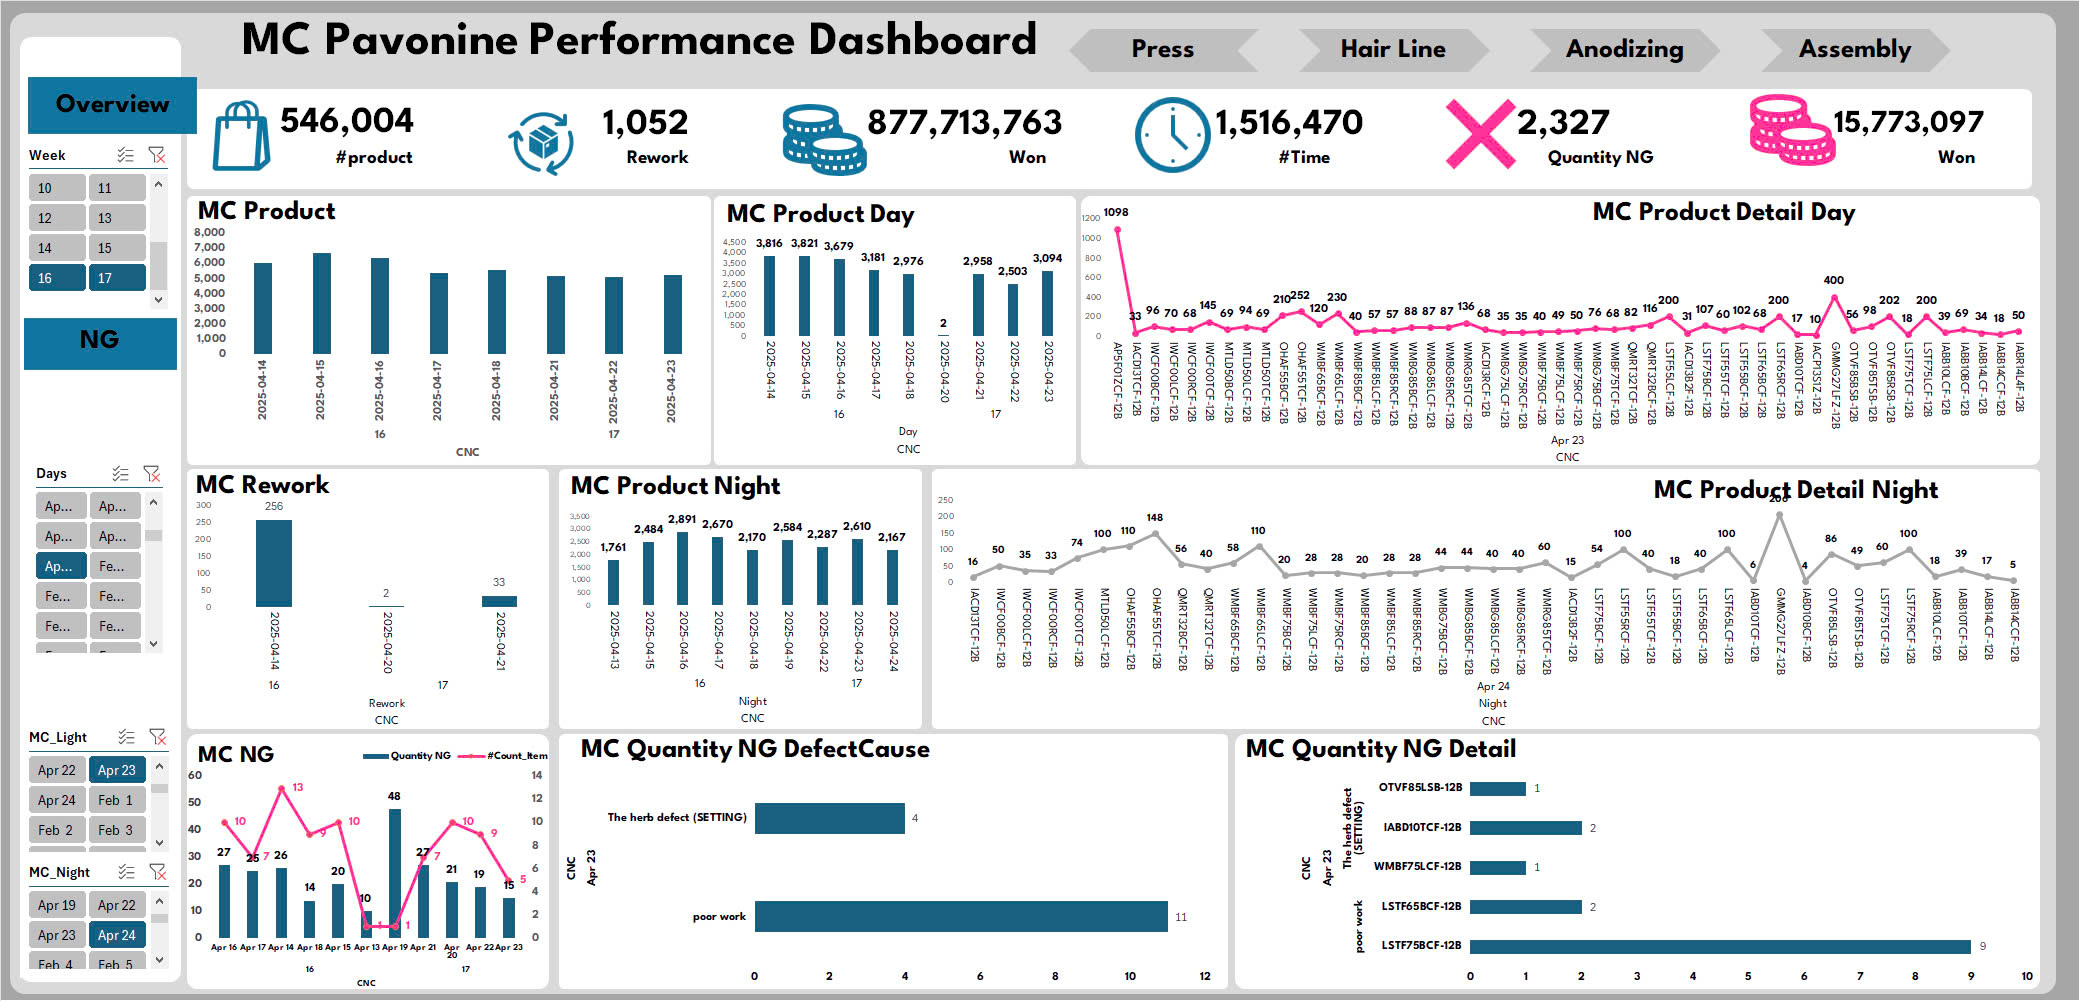 MC Pavonine Performance Dashboard
Press
Hair Line
Anodizing
Assembly
Overview
546,004
#product
1,052
Rework
877,713,763
Won
1,516,470
#Time
2,327
Quantity NG
15,773,097
Won
Week
10 11
12 13
14 15
16 17
NG
Days
Ap... Ap...
Ap... Ap...
Ap... Fe...
Fe... Fe...
Fe... Fe...
MC_Light
Apr 22 Apr 23
Apr 24 Feb 1
Feb 2 Feb 3
MC_Night
Apr 19 Apr 22
Apr 23 Apr 24
Feb 4 Feb 5
MC Product
8,000
7,000
6,000
5,000
4,000
3,000
2,000
1,000
0
2025-04-14 2025-04-15 2025-04-16 2025-04-17 2025-04-18 2025-04-21 2025-04-22 2025-04-23
16 17
CNC
MC Product Day
4,500
4,000
3,500
3,000
2,500
2,000
1,500
1,000
500
0
3,816 3,821 3,679 3,181 2,976 2 2,958 2,503 3,094
2025-04-14 2025-04-15 2025-04-16 2025-04-17 2025-04-18 2025-04-20 2025-04-21 2025-04-22 2025-04-23
16 17
Day
CNC
MC Product Detail Day
1200
1000
800
600
400
200
0
1098 33 96 70 68 145 69 94 69 210 252 120 230 40 57 57 88 87 87 136 68 35 35 40 49 50 76 68 82 116 200 31 107 60 102 68 200 17 10 400 56 98 202 18 200 39 69 34 18 50
AP5F01ZCF-12B IACD13TCF-12B IWCF00BCF-12B IWCF00LCF-12B IWCF00RCF-12B IWCF00TCF-12B MTLD50BCF-12B MTLD50LCF-12B MTLD50TCF-12B OHAF55BCF-12B OHAF55TCF-12B WMBF65BCF-12B WMBF65LCF-12B WMBF85BCF-12B WMBF85LCF-12B WMBF85RCF-12B WMBG85BCF-12B WMBG85LCF-12B WMBG85RCF-12B WMRG85TCF-12B IACD13RCF-12B WMBG75LCF-12B WMBG75RCF-12B WMBF75BCF-12B WMBF75LCF-12B WMBF75RCF-12B WMBG75BCF-12B WMBF75TCF-12B QMRT32TCF-12B QMRT32BCF-12B LSTF55LCF-12B IACD13B2F-12B LSTF75BCF-12B LSTF55TCF-12B LSTF55BCF-12B LSTF65BCF-12B LSTF65RCF-12B IABD10TCF-12B IACP13S1Z-12B GMMG27LFZ-12B OTVF85BSB-12B OTVF85TSB-12B OTVF85RSB-12B LSTF75TCF-12B LSTF75LCF-12B IABB10LCF-12B IABB10BCF-12B IABB14LCF-12B IABB14CCF-12B IABR14L4F-12B
Apr 23
CNC
MC Rework
300
250
200
150
100
50
0
256 2 33
2025-04-14 2025-04-20 2025-04-21
16 17
Rework
CNC
MC Product Night
3,500
3,000
2,500
2,000
1,500
1,000
500
0
1,761 2,484 2,891 2,670 2,170 2,584 2,287 2,610 2,167
2025-04-13 2025-04-15 2025-04-16 2025-04-17 2025-04-18 2025-04-19 2025-04-22 2025-04-23 2025-04-24
16 17
Night
CNC
MC Product Detail Night
250
200
150
100
50
0
16 50 35 33 74 100 110 148 56 40 58 110 20 28 28 20 28 28 44 44 40 40 60 15 54 100 40 18 40 100 6 206 4 86 49 60 100 18 39 17 5
IACD13TCF-12B IWCF00BCF-12B IWCF00LCF-12B IWCF00RCF-12B IWCF00TCF-12B MTLD50LCF-12B OHAF55BCF-12B OHAF55TCF-12B QMRT32BCF-12B QMRT32TCF-12B WMBF65BCF-12B WMBF65LCF-12B WMBF75BCF-12B WMBF75LCF-12B WMBF75RCF-12B WMBF85BCF-12B WMBF85LCF-12B WMBF85RCF-12B WMBG75BCF-12B WMBG85BCF-12B WMBG85LCF-12B WMBG85RCF-12B WMRG85TCF-12B IACD13B2F-12B LSTF75BCF-12B LSTF55RCF-12B LSTF55TCF-12B LSTF55BCF-12B LSTF65BCF-12B LSTF65LCF-12B IABD10TCF-12B GMMG27LFZ-12B IABD10BCF-12B OTVF85LSB-12B OTVF85TSB-12B LSTF75TCF-12B LSTF75RCF-12B IABB10LCF-12B IABB10TCF-12B IABB14LCF-12B IABB14CCF-12B
Apr 24
Night
CNC
MC NG
Quantity NG #Count_Item
60
50
40
30
20
10
0
14
12
10
8
6
4
2
0
27 25 26 14 20 10 48 27 21 19 15
10 7 13 9 10 1 1 7 10 9 5
Apr 16 Apr 17 Apr 14 Apr 18 Apr 15 Apr 13 Apr 19 Apr 21 Apr 20 Apr 22 Apr 23
16 17
CNC
MC Quantity NG DefectCause
CNC
Apr 23
The herb defect (SETTING) 4
poor work 11
0 2 4 6 8 10 12
MC Quantity NG Detail
CNC
Apr 23
The herb defect
(SETTING)
poor work
OTVF85LSB-12B 1
IABD10TCF-12B 2
WMBF75LCF-12B 1
LSTF65BCF-12B 2
LSTF75BCF-12B 9
0 1 2 3 4 5 6 7 8 9 10